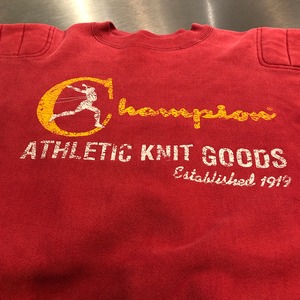 Champion
ATHLETIC KNIT GOODS
Established 1919